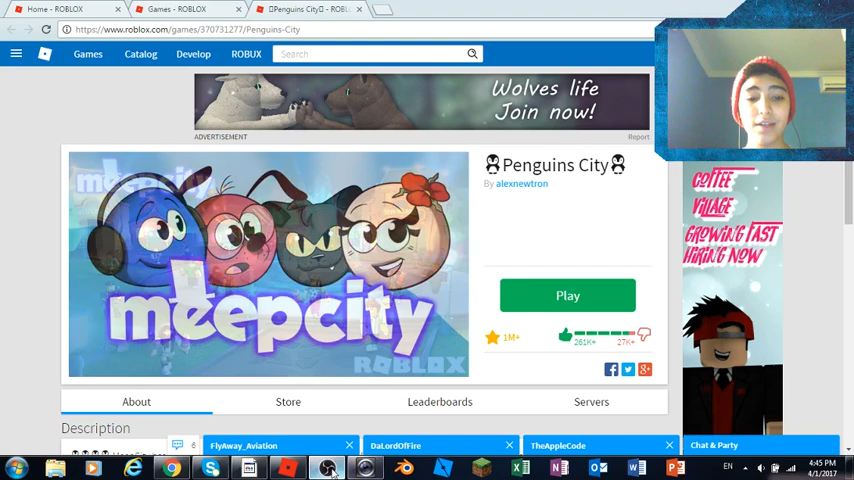 Home - ROBLOX
Games - ROBLOX
Penguins City - ROBL
https://www.roblox.com/games/370731277/Penguins-City
Games
Catalog
Develop
ROBUX
Search
Wolves life
Join now!
ADVERTISEMENT
Report
meepcity
meepcity
ROBLOX
🐧Penguins City🐧
By alexnewtron
Play
1M+
261K+
27K+
COFFEE
VILLAGE
GROWING FAST
HIRING NOW
About
Store
Leaderboards
Servers
Description
6
FlyAway_Aviation
DaLordOfFire
TheAppleCode
Chat & Party
EN
4:45 PM
4/1/2017